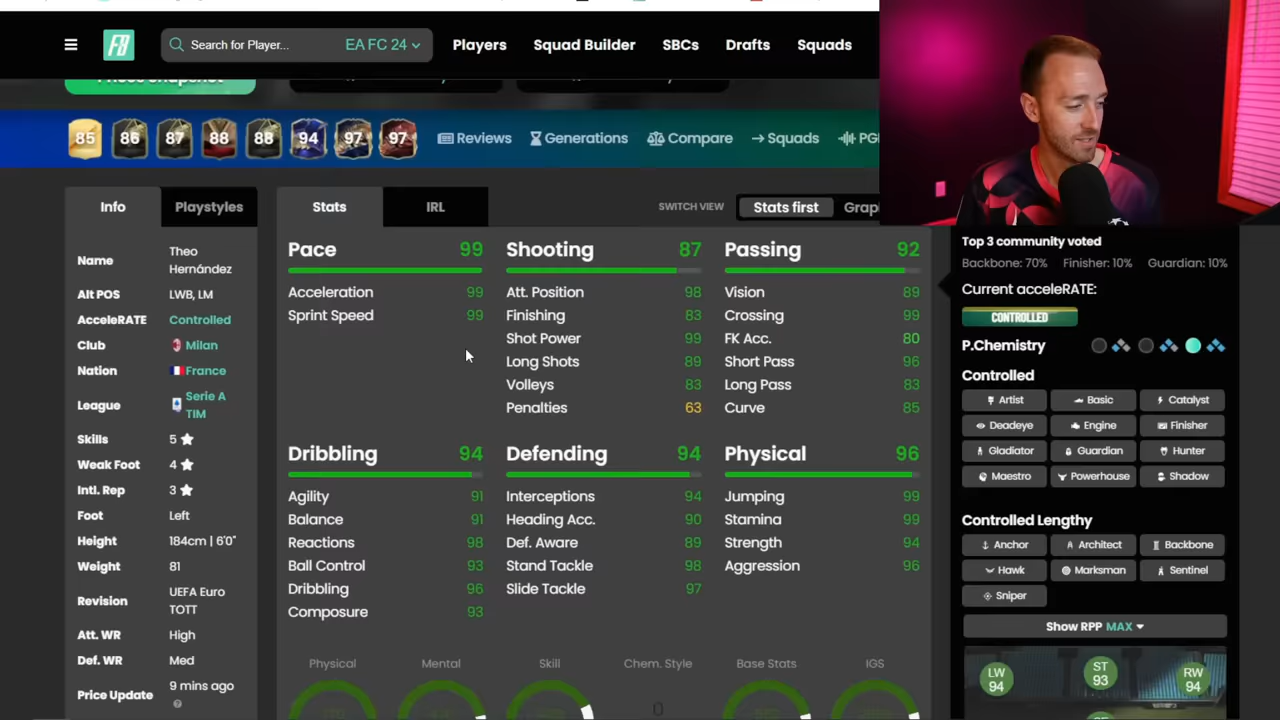 Search for Player...
EA FC 24
Players
Squad Builder
SBCs
Drafts
Squads
85
86
87
88
88
94
97
97
Reviews
Generations
Compare
Squads
Info
Playstyles
Name
Theo
Hernández
Alt POS
LWB, LM
AcceleRATE
Controlled
Club
Milan
Nation
France
League
Serie A
TIM
Skills
5
Weak Foot
4
Intl. Rep
3
Foot
Left
Height
184cm | 6'0"
Weight
81
Revision
UEFA Euro
TOTT
Att. WR
High
Def. WR
Med
Price Update
9 mins ago
Stats
IRL
SWITCH VIEW
Stats first
Pace 99
Acceleration 99
Sprint Speed 99
Shooting 87
Att. Position 98
Finishing 83
Shot Power 99
Long Shots 89
Volleys 83
Penalties 63
Passing 92
Vision 89
Crossing 99
FK Acc. 80
Short Pass 96
Long Pass 83
Curve 85
Dribbling 94
Agility 91
Balance 91
Reactions 98
Ball Control 93
Dribbling 96
Composure 93
Defending 94
Interceptions 94
Heading Acc. 90
Def. Aware 89
Stand Tackle 98
Slide Tackle 97
Physical 96
Jumping 99
Stamina 99
Strength 94
Aggression 96
Physical
Mental
Skill
Chem. Style
Base Stats
IGS
0
Top 3 community voted
Backbone: 70% Finisher: 10% Guardian: 10%
Current acceleRATE:
CONTROLLED
P.Chemistry
Controlled
Artist
Basic
Catalyst
Deadeye
Engine
Finisher
Gladiator
Guardian
Hunter
Maestro
Powerhouse
Shadow
Controlled Lengthy
Anchor
Architect
Backbone
Hawk
Marksman
Sentinel
Sniper
Show RPP MAX
LW
94
ST
93
RW
94